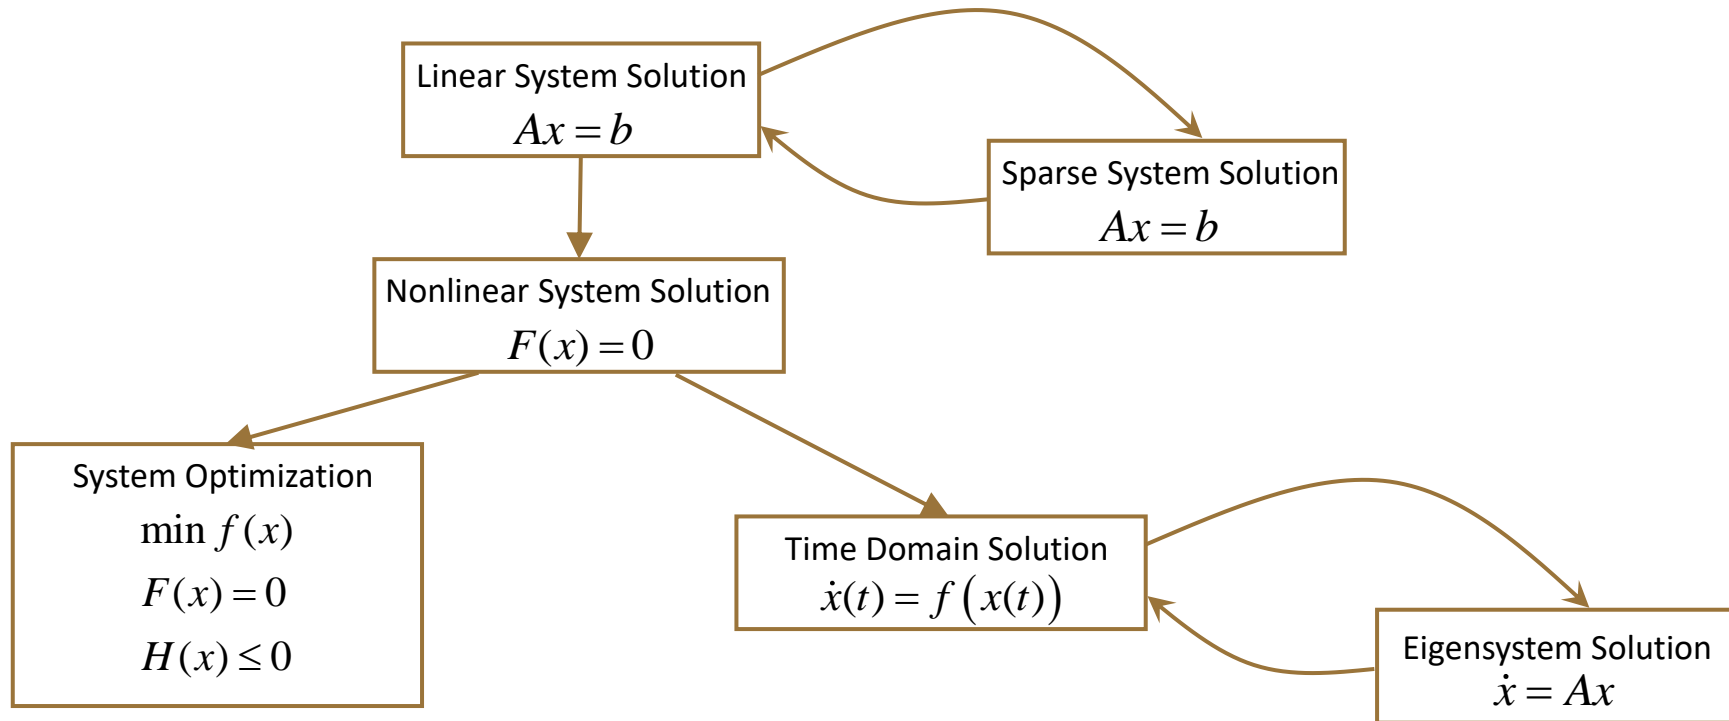 Linear System Solution
Ax = b
Sparse System Solution
Ax = b
Nonlinear System Solution
F(x) = 0
System Optimization
min f(x)
F(x) = 0
H(x) ≤ 0
Time Domain Solution
ẋ(t) = f(x(t))
Eigensystem Solution
ẋ = Ax